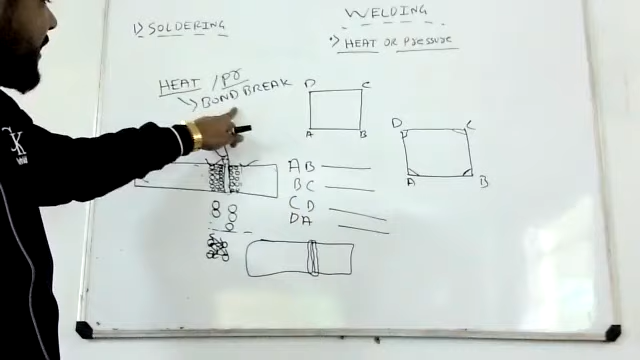 1) SOLDERING
WELDING
•) HEAT OR PRESSURE
HEAT / Pr
BOND BREAK
D C
A B
D C
A B
AB
BC
CD
DA
K